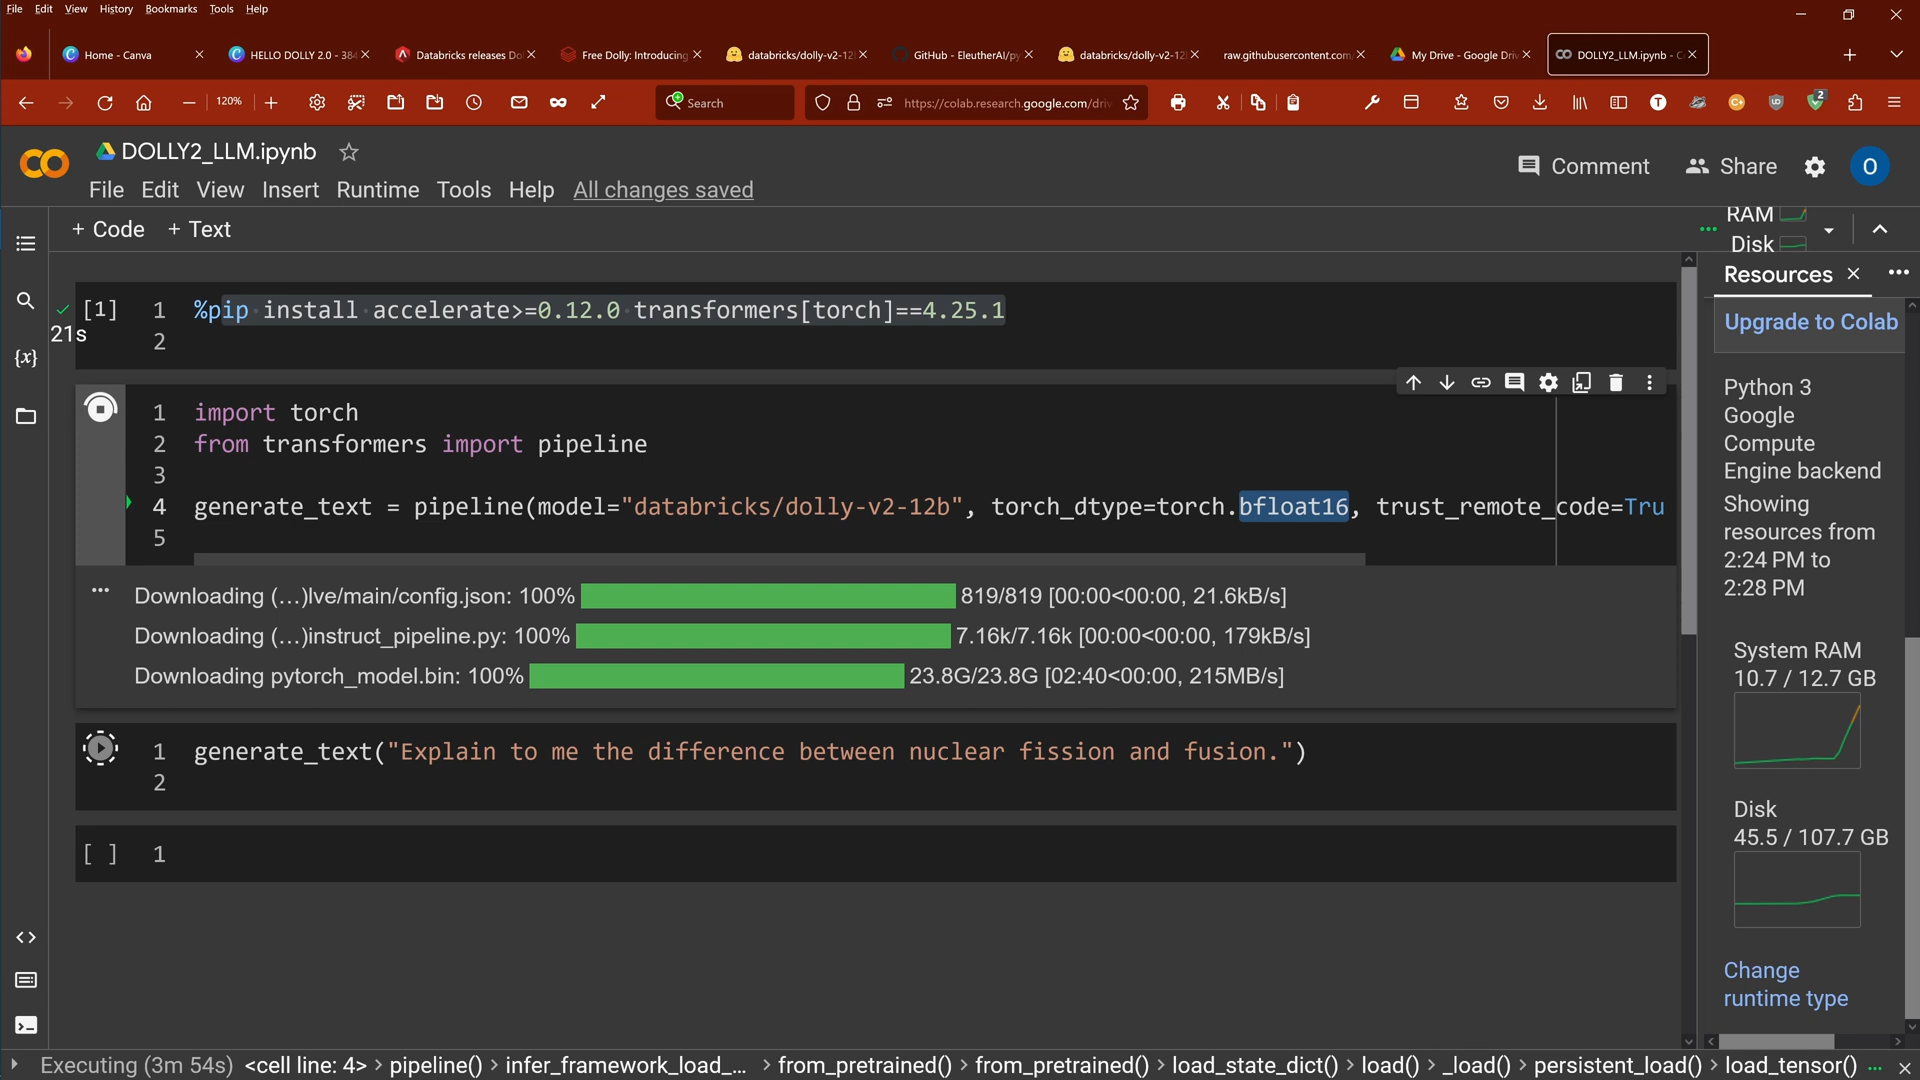 File Edit View History Bookmarks Tools Help
Home - Canva
HELLO DOLLY 2.0 - 384
Databricks releases Do
Free Dolly: Introducing
databricks/dolly-v2-12
GitHub - EleutherAI/py
databricks/dolly-v2-12
raw.githubusercontent.com/
My Drive - Google Driv
DOLLY2_LLM.ipynb - C
120%
Search
https://colab.research.google.com/driv
2
DOLLY2_LLM.ipynb
File Edit View Insert Runtime Tools Help All changes saved
Comment Share O
+ Code + Text
RAM
Disk
[1] 1 %pip install accelerate>=0.12.0 transformers[torch]==4.25.1
21s
2
1 import torch
2 from transformers import pipeline
3
4 generate_text = pipeline(model="databricks/dolly-v2-12b", torch_dtype=torch.bfloat16, trust_remote_code=Tru
5
Downloading (…)lve/main/config.json: 100% 819/819 [00:00<00:00, 21.6kB/s]
Downloading (…)instruct_pipeline.py: 100% 7.16k/7.16k [00:00<00:00, 179kB/s]
Downloading pytorch_model.bin: 100% 23.8G/23.8G [02:40<00:00, 215MB/s]
1 generate_text("Explain to me the difference between nuclear fission and fusion.")
2
[ ] 1
Resources
Upgrade to Colab
Python 3
Google
Compute
Engine backend
Showing
resources from
2:24 PM to
2:28 PM
System RAM
10.7 / 12.7 GB
Disk
45.5 / 107.7 GB
Change
runtime type
Executing (3m 54s) <cell line: 4> > pipeline() > infer_framework_load_... > from_pretrained() > from_pretrained() > load_state_dict() > load() > _load() > persistent_load() > load_tensor() ...